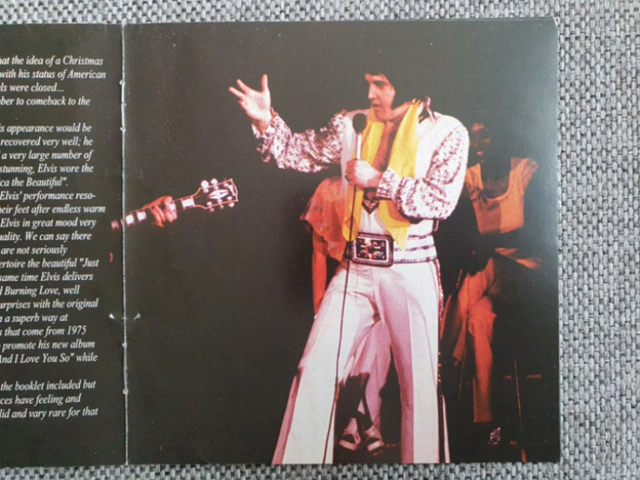 at the idea of a Christmas
with his status of American
ls were closed...
ber to comeback to the
is appearance would be
recovered very well; he
a very large number of
stunning, Elvis wore the
ica the Beautiful".
Elvis' performance reso-
heir feet after endless warm
Elvis in great mood very
uality. We can say there
are not seriously
ertoire the beautiful "Just
same time Elvis delivers
d Burning Love, well
urprises with the original
n a superb way at
s that come from 1975
o promote his new album
And I Love You So" while
the booklet included but
ces have feeling and
lid and vary rare for that